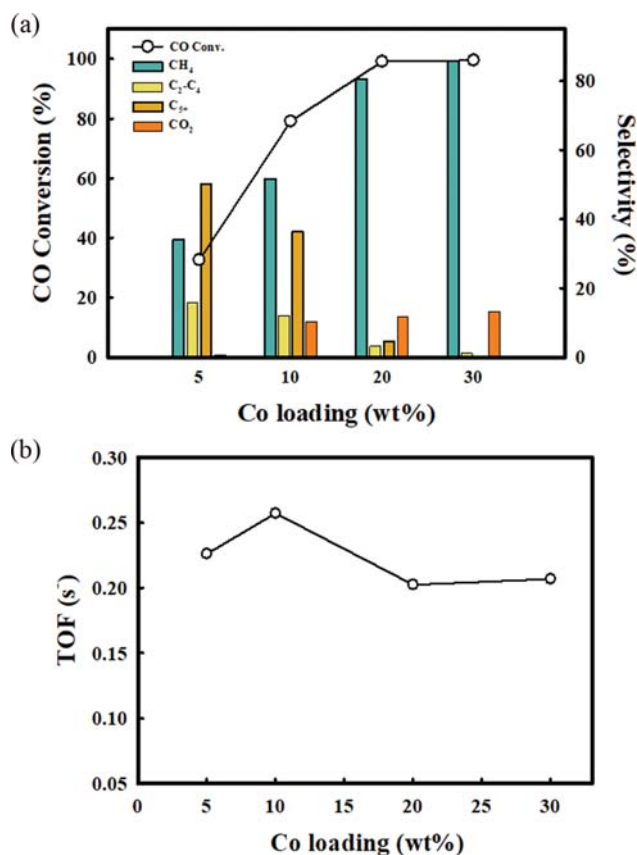 (a)
CO Conv.
CH₄
C₂-C₄
C₅₊
CO₂
CO Conversion (%)
100
80
60
40
20
0
Selectivity (%)
80
60
40
20
0
5 10 20 30
Co loading (wt%)
(b)
TOF (s⁻)
0.30
0.25
0.20
0.15
0.10
0.05
0 5 10 15 20 25 30
Co loading (wt%)